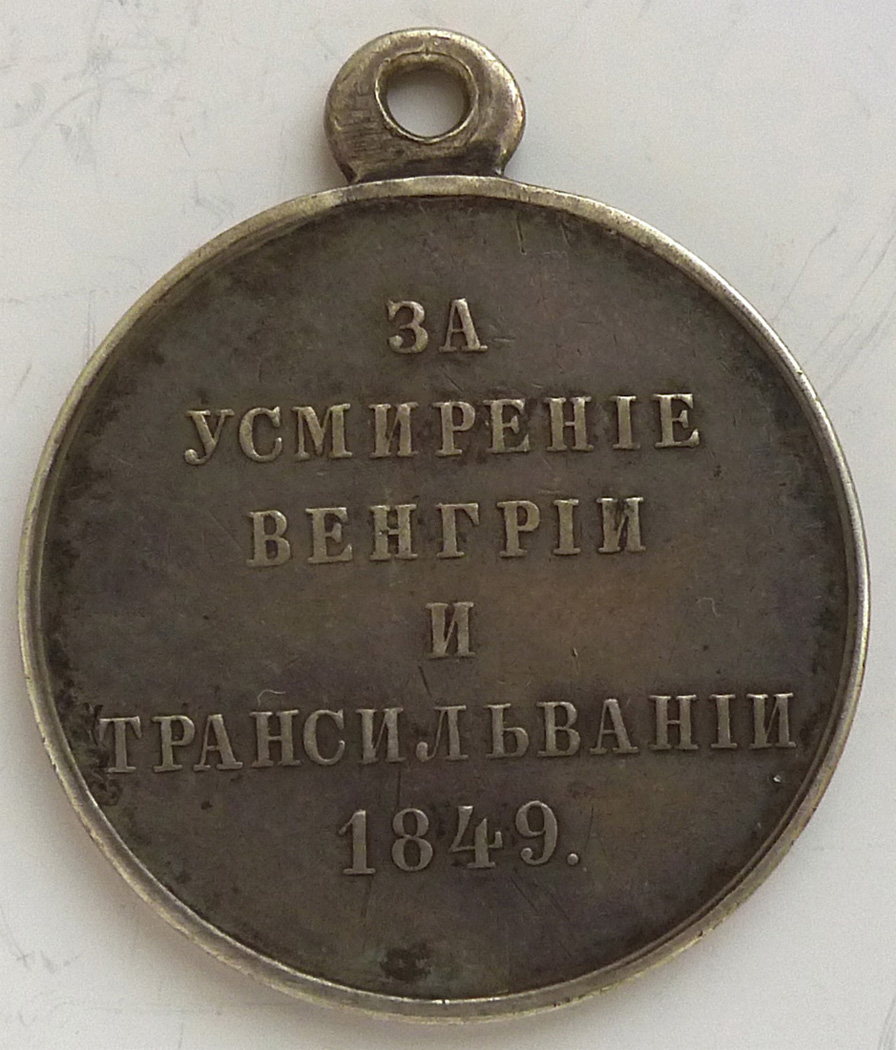 ЗА
УСМИРЕНІЕ
ВЕНГРІИ
И
ТРАНСИЛЬВАНІИ
1849.